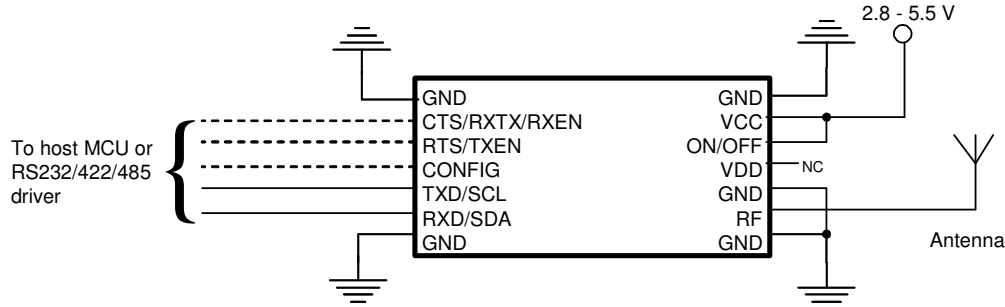 2.8 - 5.5 V
To host MCU or
RS232/422/485
driver
GND
CTS/RXTX/RXEN
RTS/TXEN
CONFIG
TXD/SCL
RXD/SDA
GND
GND
VCC
ON/OFF
VDD
NC
GND
RF
GND
Antenna